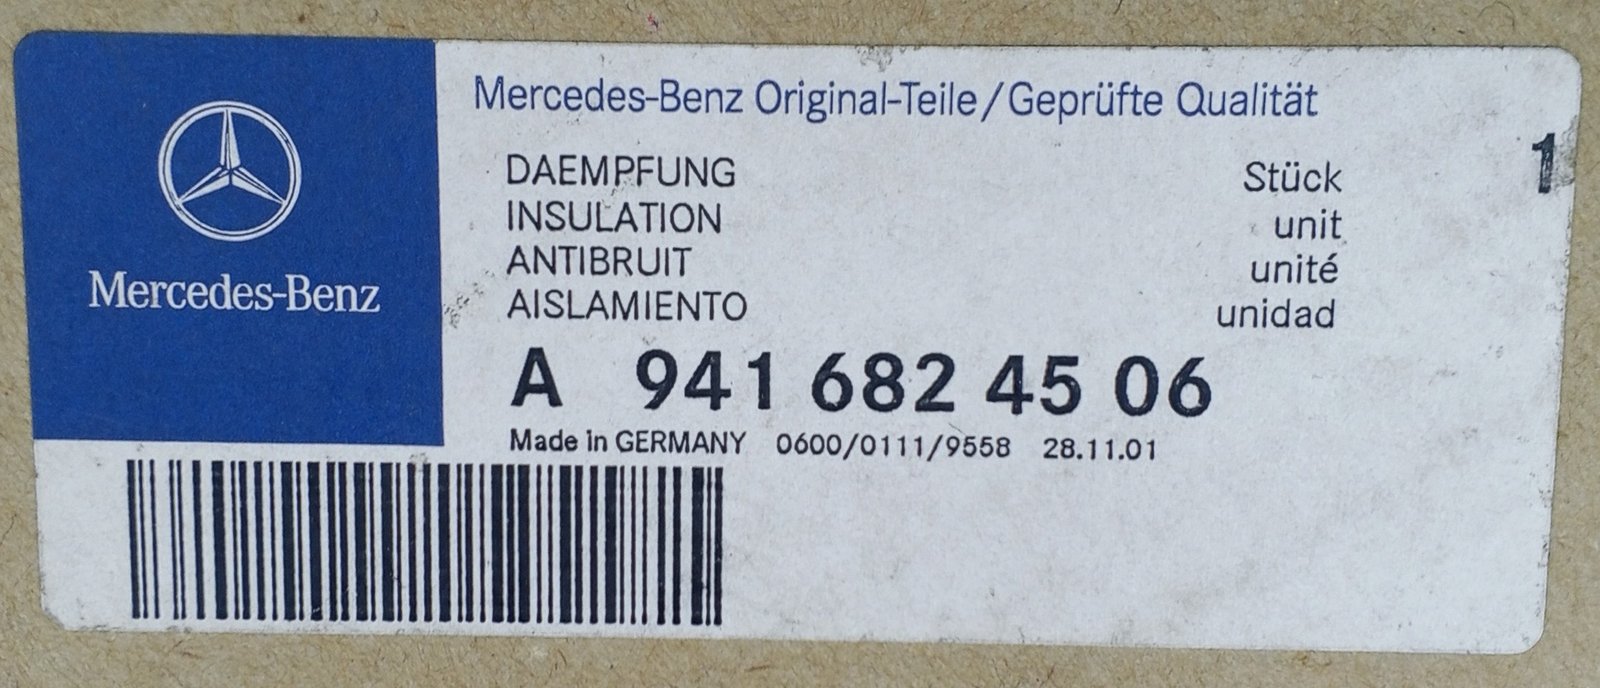 Mercedes-Benz
Mercedes-Benz Original-Teile/Geprüfte Qualität
DAEMPFUNG Stück 1
INSULATION unit
ANTIBRUIT unité
AISLAMIENTO unidad
A 941 682 45 06
Made in GERMANY 0600/0111/9558 28.11.01